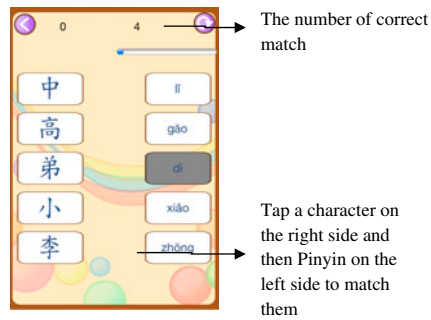 0 4
The number of correct
match
中 lǐ
高 gāo
弟 dì
小 xiǎo
李 zhōng
Tap a character on
the right side and
then Pinyin on the
left side to match
them